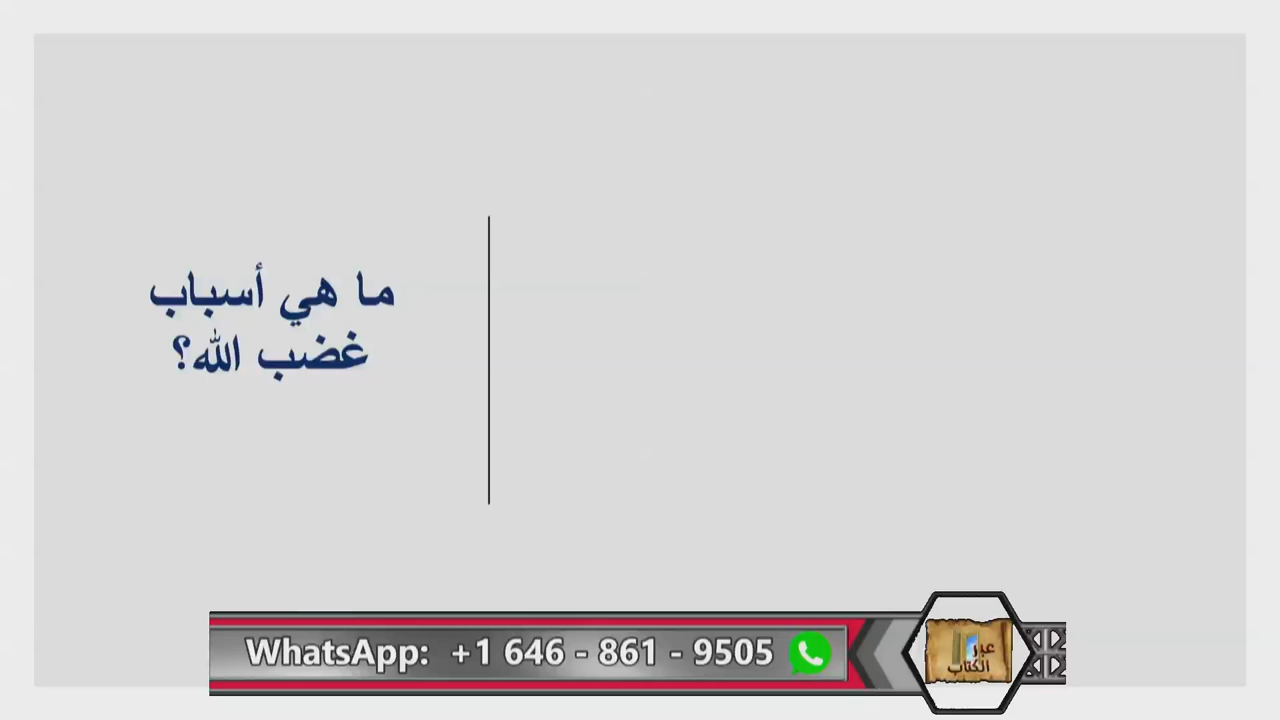 ما هي أسباب
غضب الله؟
WhatsApp: +1 646 - 861 - 9505
عبر
الكتاب